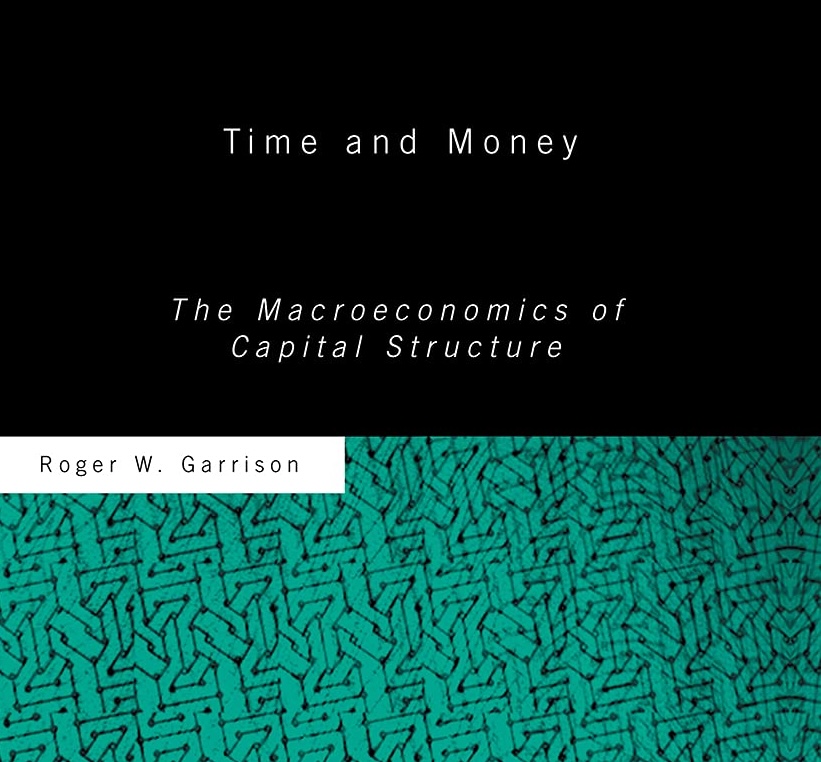 Time and Money
The Macroeconomics of
Capital Structure
Roger W. Garrison